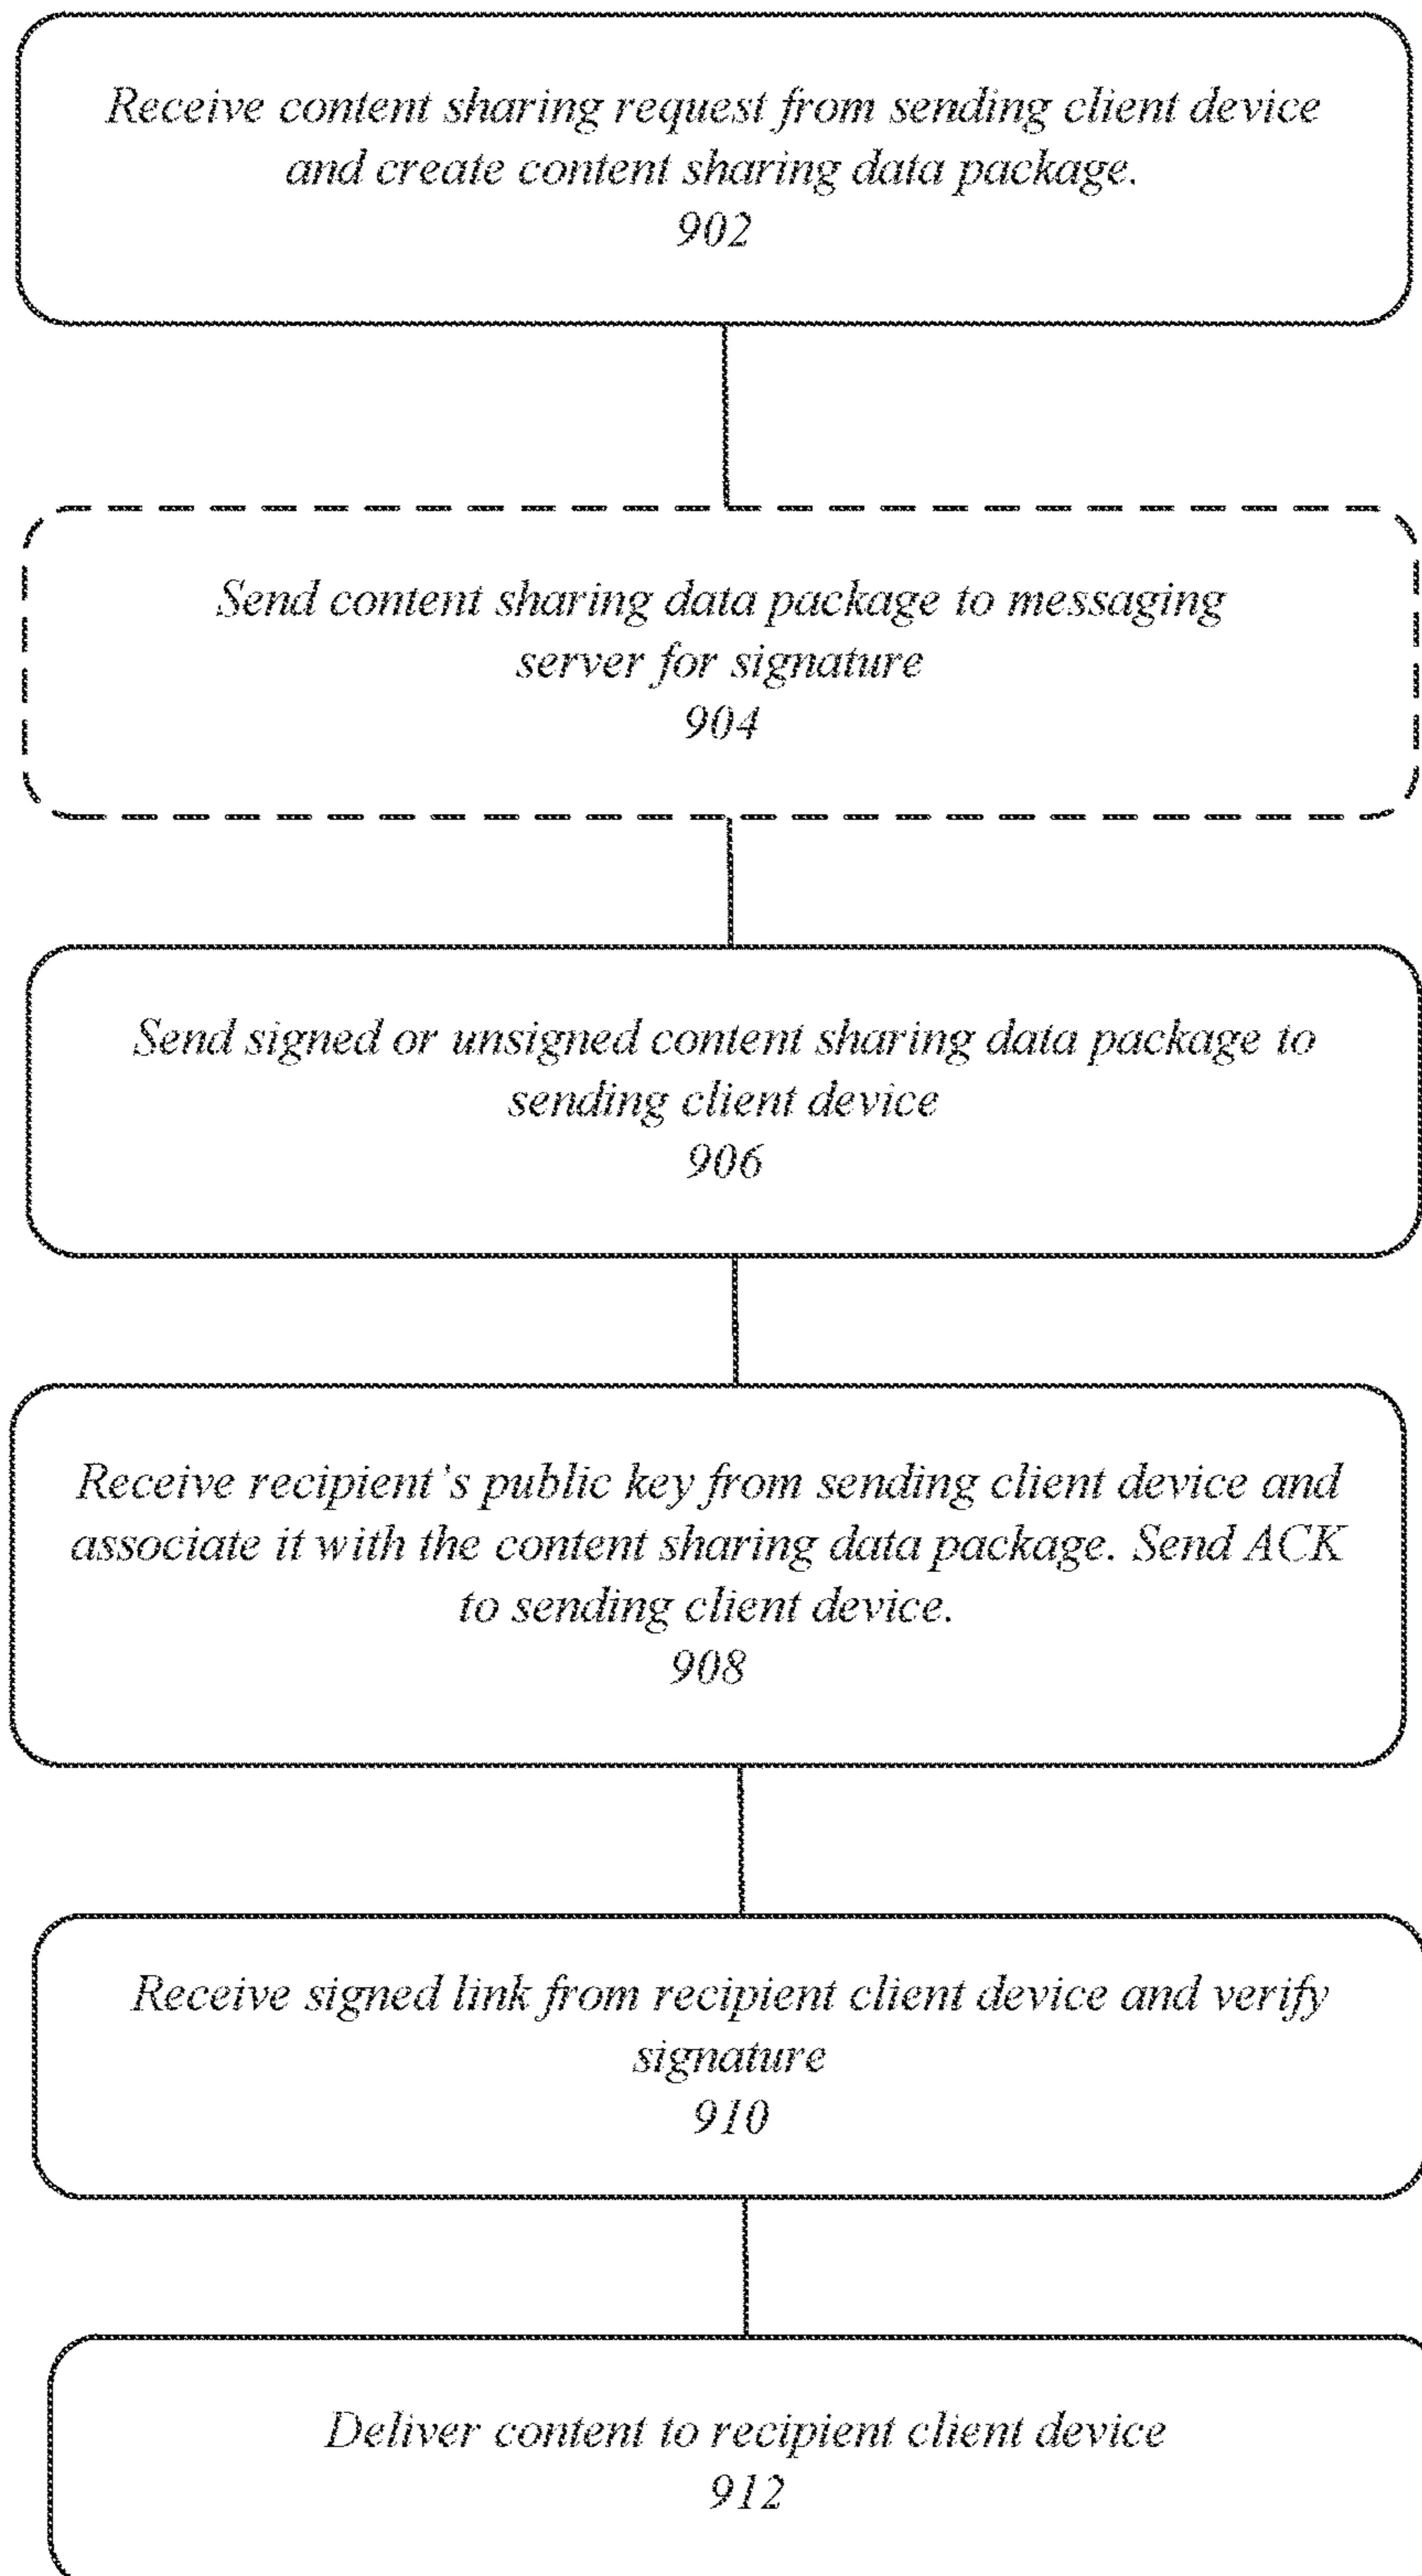 Receive content sharing request from sending client device
and create content sharing data package.
902
Send content sharing data package to messaging
server for signature
904
Send signed or unsigned content sharing data package to
sending client device
906
Receive recipient's public key from sending client device and
associate it with the content sharing data package. Send ACK
to sending client device.
908
Receive signed link from recipient client device and verify
signature
910
Deliver content to recipient client device
912